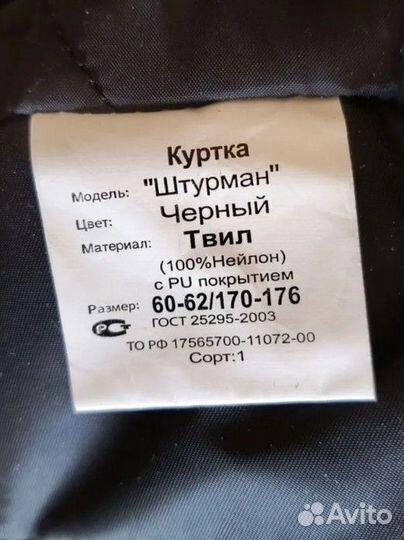 Куртка
Модель: "Штурман"
Цвет: Черный
Материал: Твил
(100%Нейлон)
с PU покрытием
Размер: 60-62/170-176
РСТ ГОСТ 25295-2003
ТО РФ 17565700-11072-00
Сорт:1
Avito